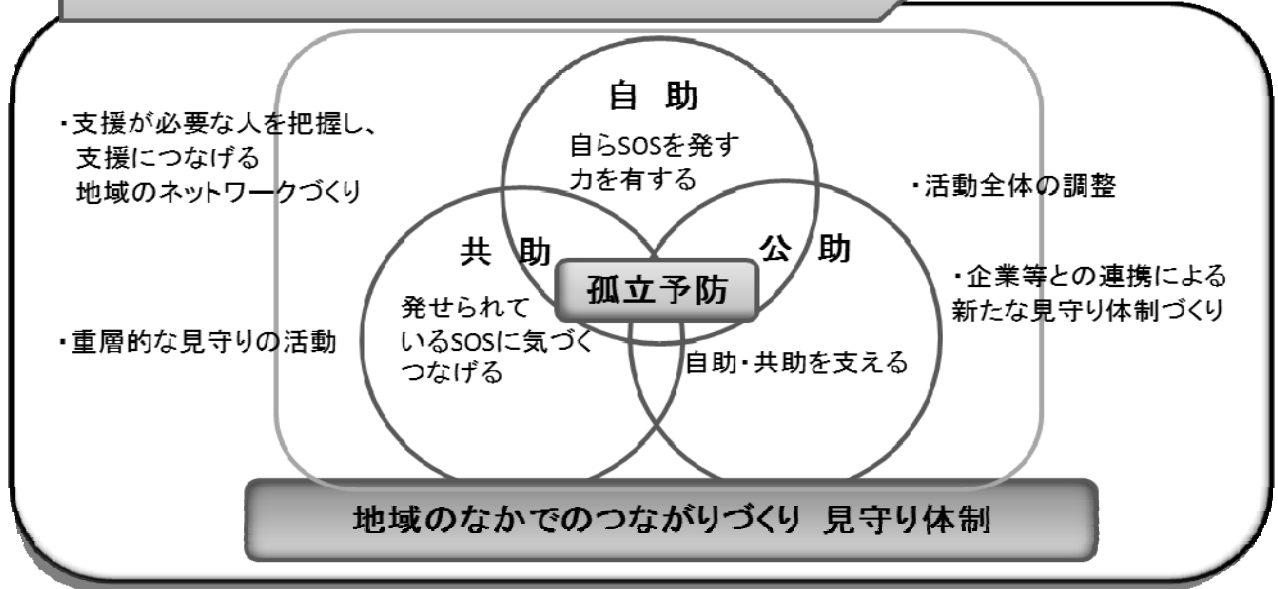 自 助
自らSOSを発す
力を有する
・支援が必要な人を把握し、
支援につなげる
地域のネットワークづくり
・重層的な見守りの活動
共 助
発せられて
いるSOSに気づく
つなげる
孤立予防
公 助
自助・共助を支える
・活動全体の調整
・企業等との連携による
新たな見守り体制づくり
地域のなかでのつながりづくり 見守り体制